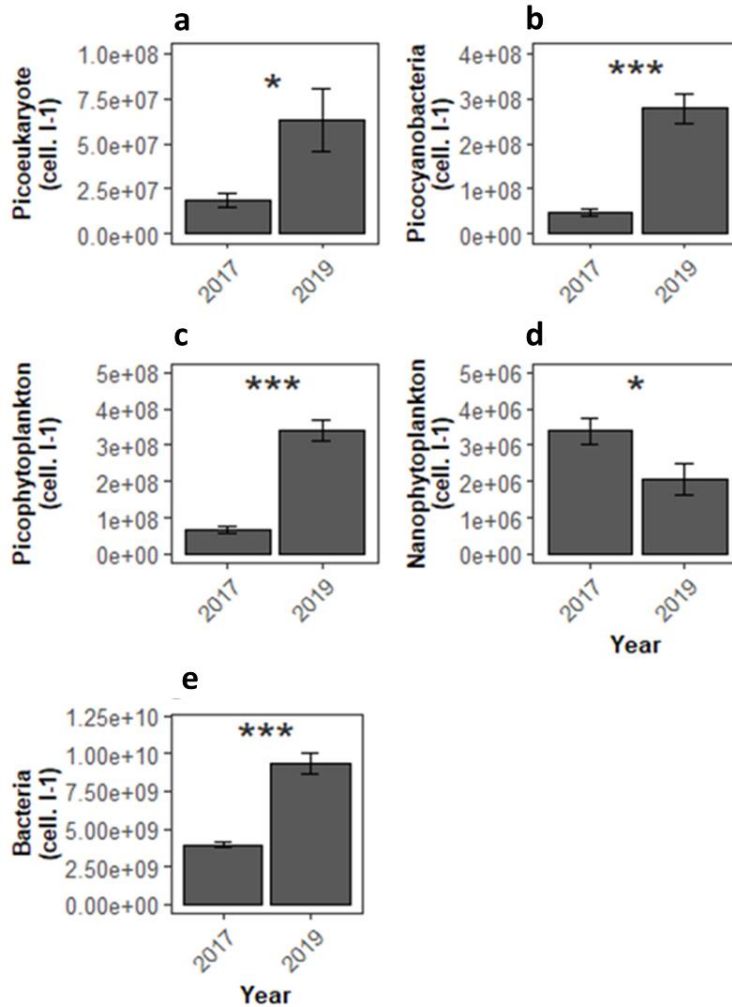 a
Picoeukaryote
(cell. l-1)
1.0e+08
7.5e+07
5.0e+07
2.5e+07
0.0e+00
*
2017
2019
b
Picocyanobacteria
(cell. l-1)
4e+08
3e+08
2e+08
1e+08
0e+00
***
2017
2019
c
Picophytoplankton
(cell. l-1)
5e+08
4e+08
3e+08
2e+08
1e+08
0e+00
***
2017
2019
d
Nanophytoplankton
(cell. l-1)
5e+06
4e+06
3e+06
2e+06
1e+06
0e+00
*
2017
2019
Year
e
Bacteria
(cell. l-1)
1.25e+10
1.00e+10
7.50e+09
5.00e+09
2.50e+09
0.00e+00
***
2017
2019
Year